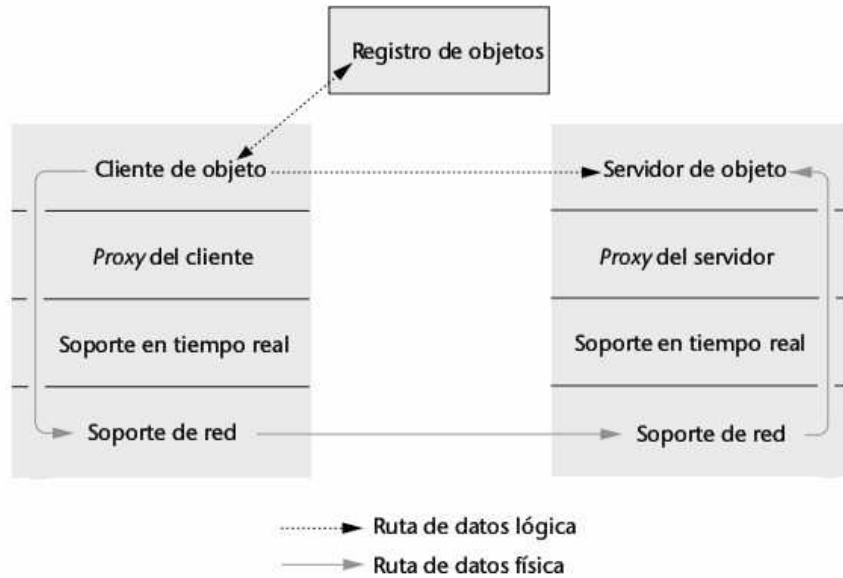 Registro de objetos
Cliente de objeto
Servidor de objeto
Proxy del cliente
Proxy del servidor
Soporte en tiempo real
Soporte en tiempo real
Soporte de red
Soporte de red
Ruta de datos lógica
Ruta de datos física